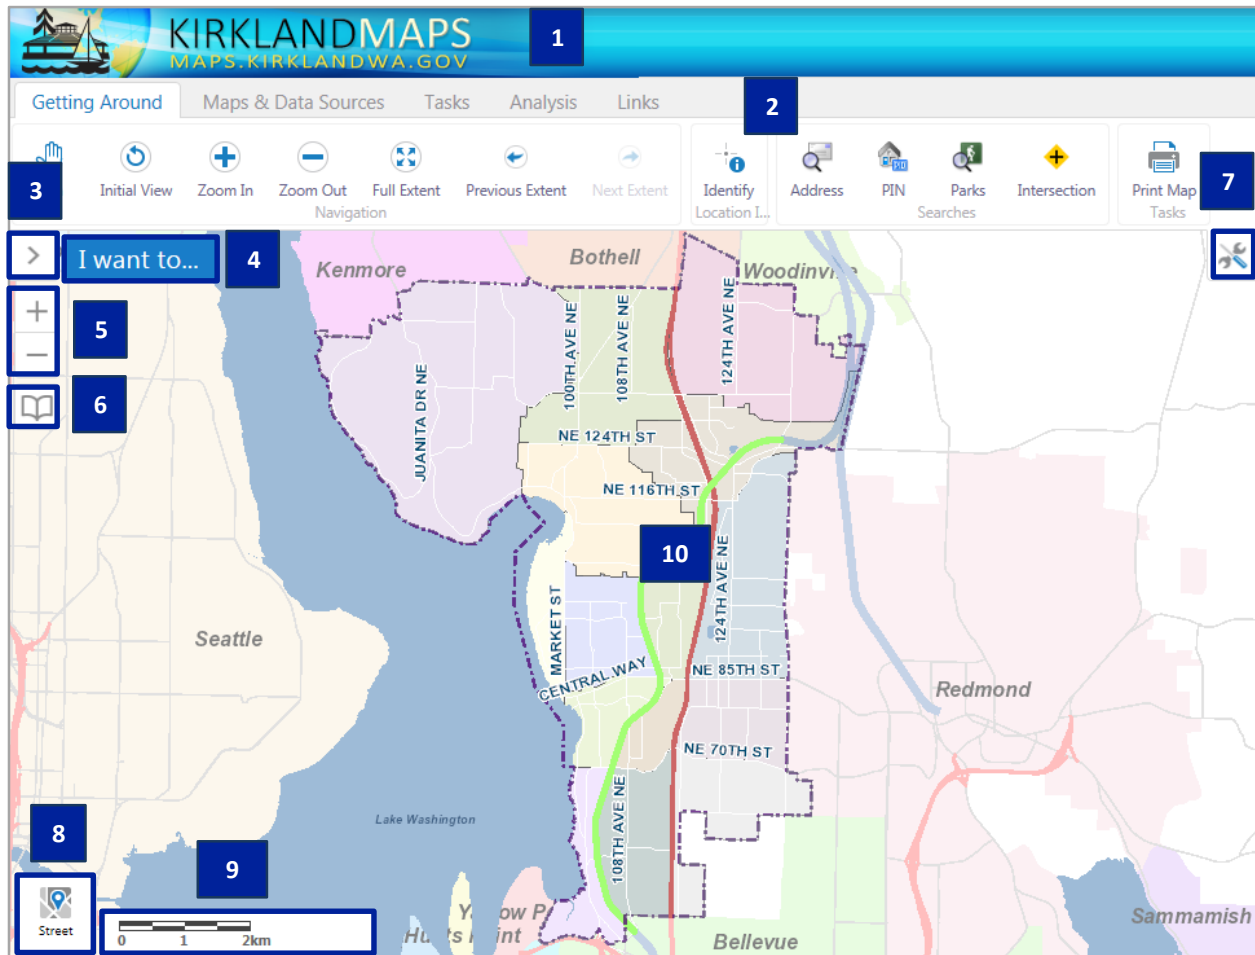 KIRKLANDMAPS
MAPS.KIRKLANDWA.GOV
1
Getting Around Maps & Data Sources Tasks Analysis Links
2
3
Initial View Zoom In Zoom Out Full Extent Previous Extent Next Extent
Navigation
Identify
Location I...
Address PIN Parks Intersection
Searches
Print Map
Tasks
7
I want to...
4
5
6
Kenmore
Bothell
Woodinville
JUANITA DR NE
100TH AVE NE
108TH AVE NE
124TH AVE NE
NE 124TH ST
NE 116TH ST
10
124TH AVE NE
MARKET ST
CENTRAL WAY
NE 85TH ST
Seattle
Redmond
NE 70TH ST
108TH AVE NE
Lake Washington
8
9
Street
0 1 2km
Bellevue
Sammamish